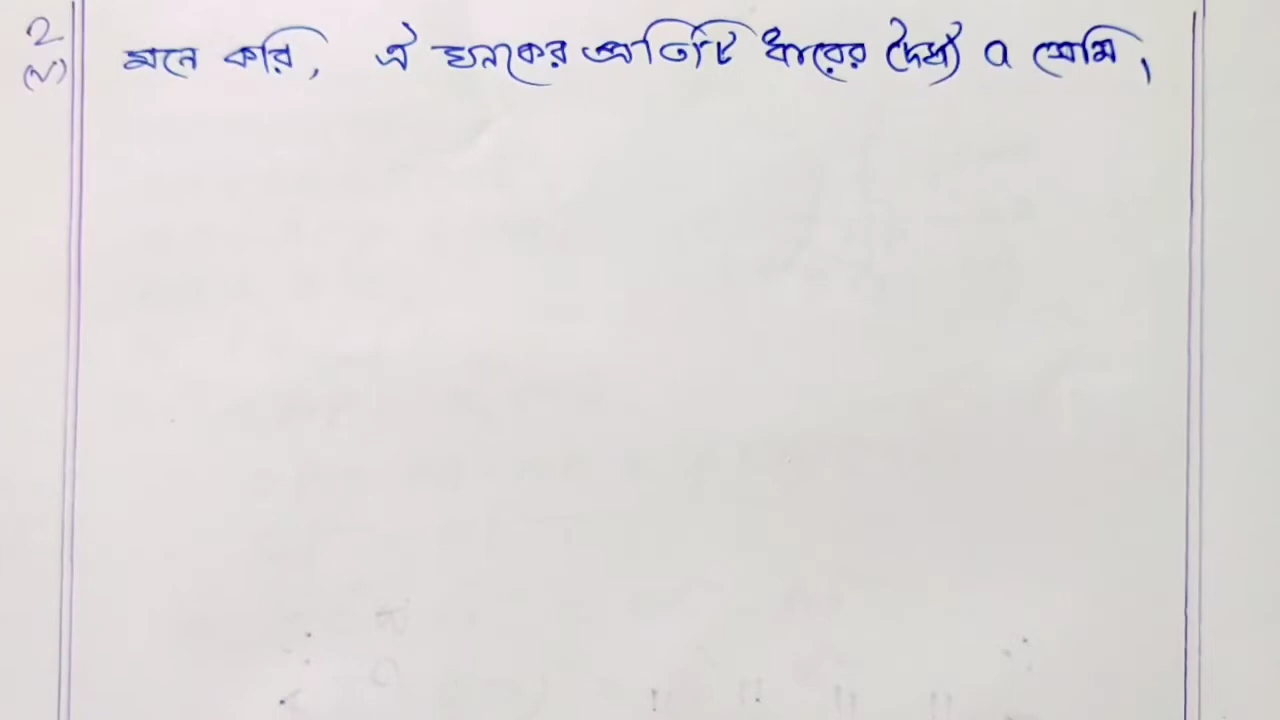 2
(v) মনে করি, ঐ ঘনকের প্রতিটি ধারের দৈর্ঘ্য a সেমি,